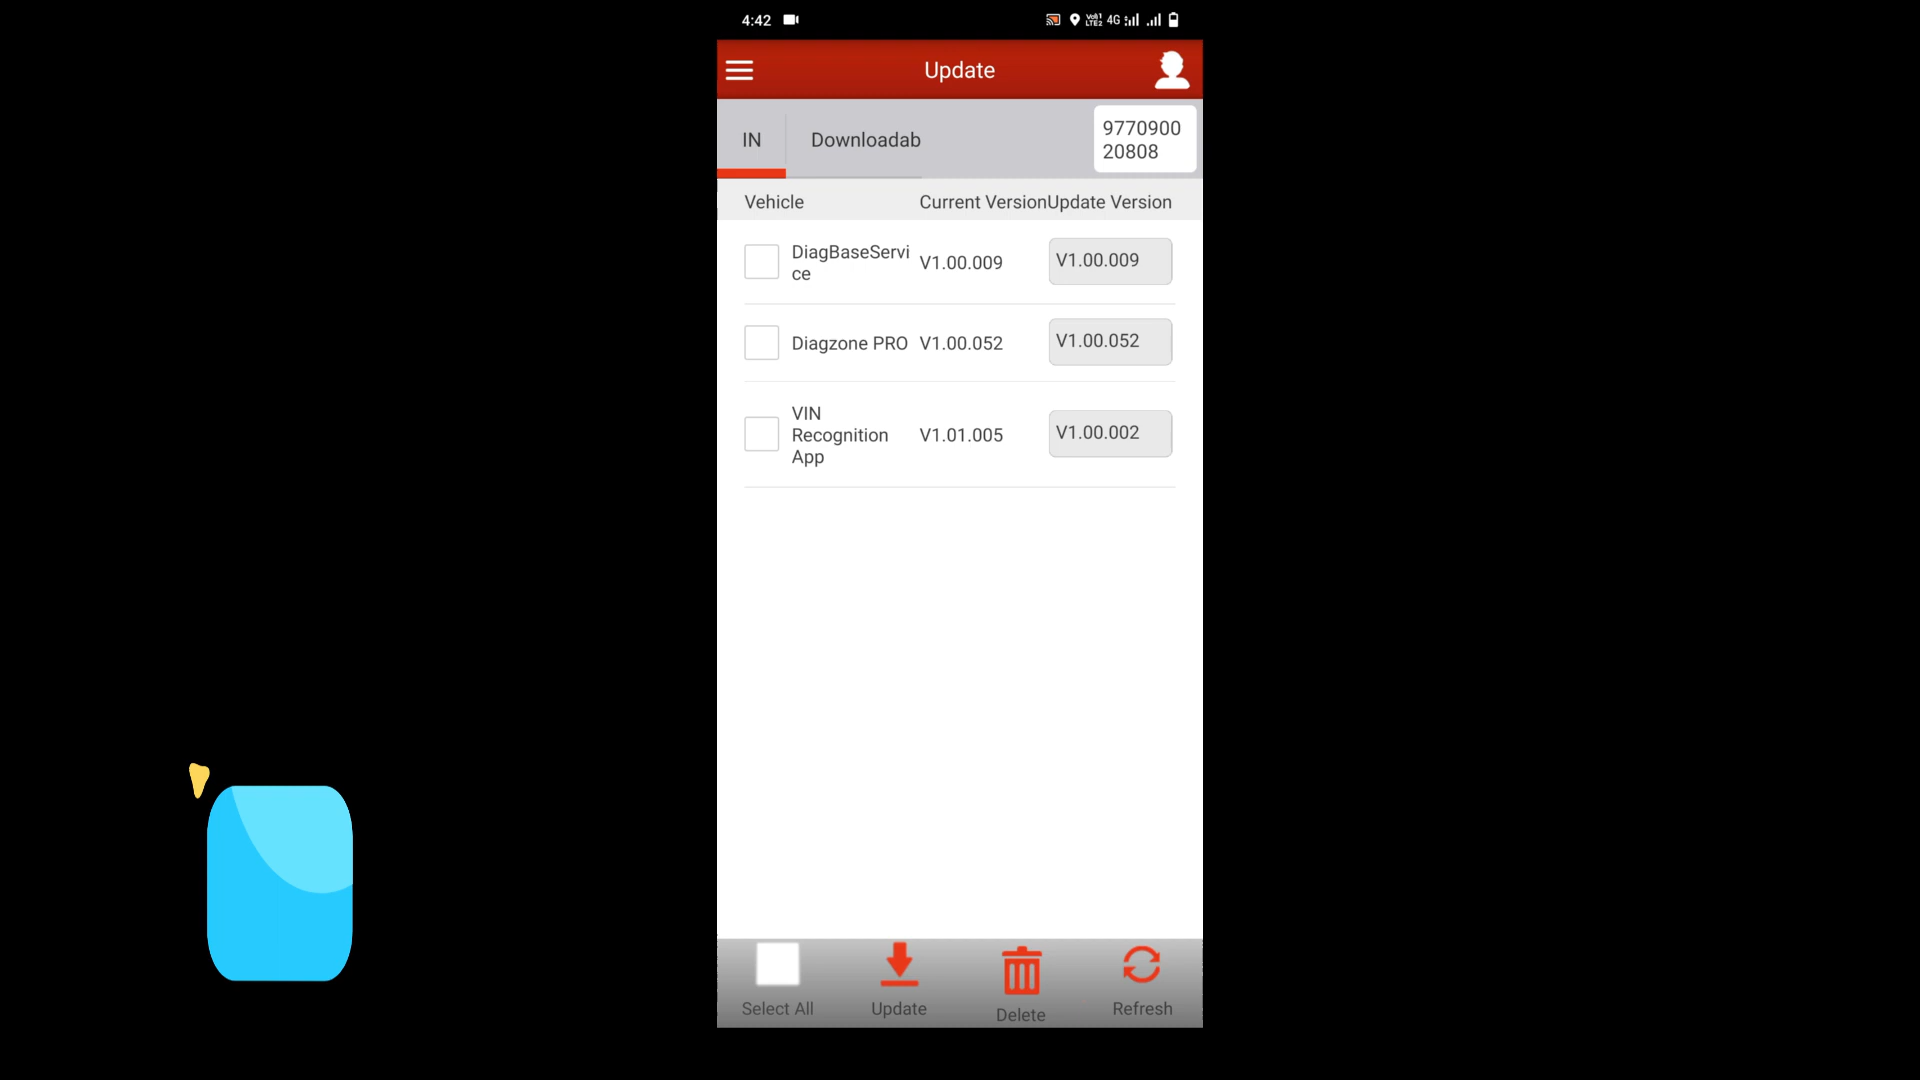 4:42
Vo1 LTE2 4G
Update
IN
Downloadab
9770900
20808
Vehicle
Current Version
Update Version
DiagBaseServi
ce
V1.00.009
V1.00.009
Diagzone PRO
V1.00.052
V1.00.052
VIN
Recognition
App
V1.01.005
V1.00.002
Select All
Update
Delete
Refresh